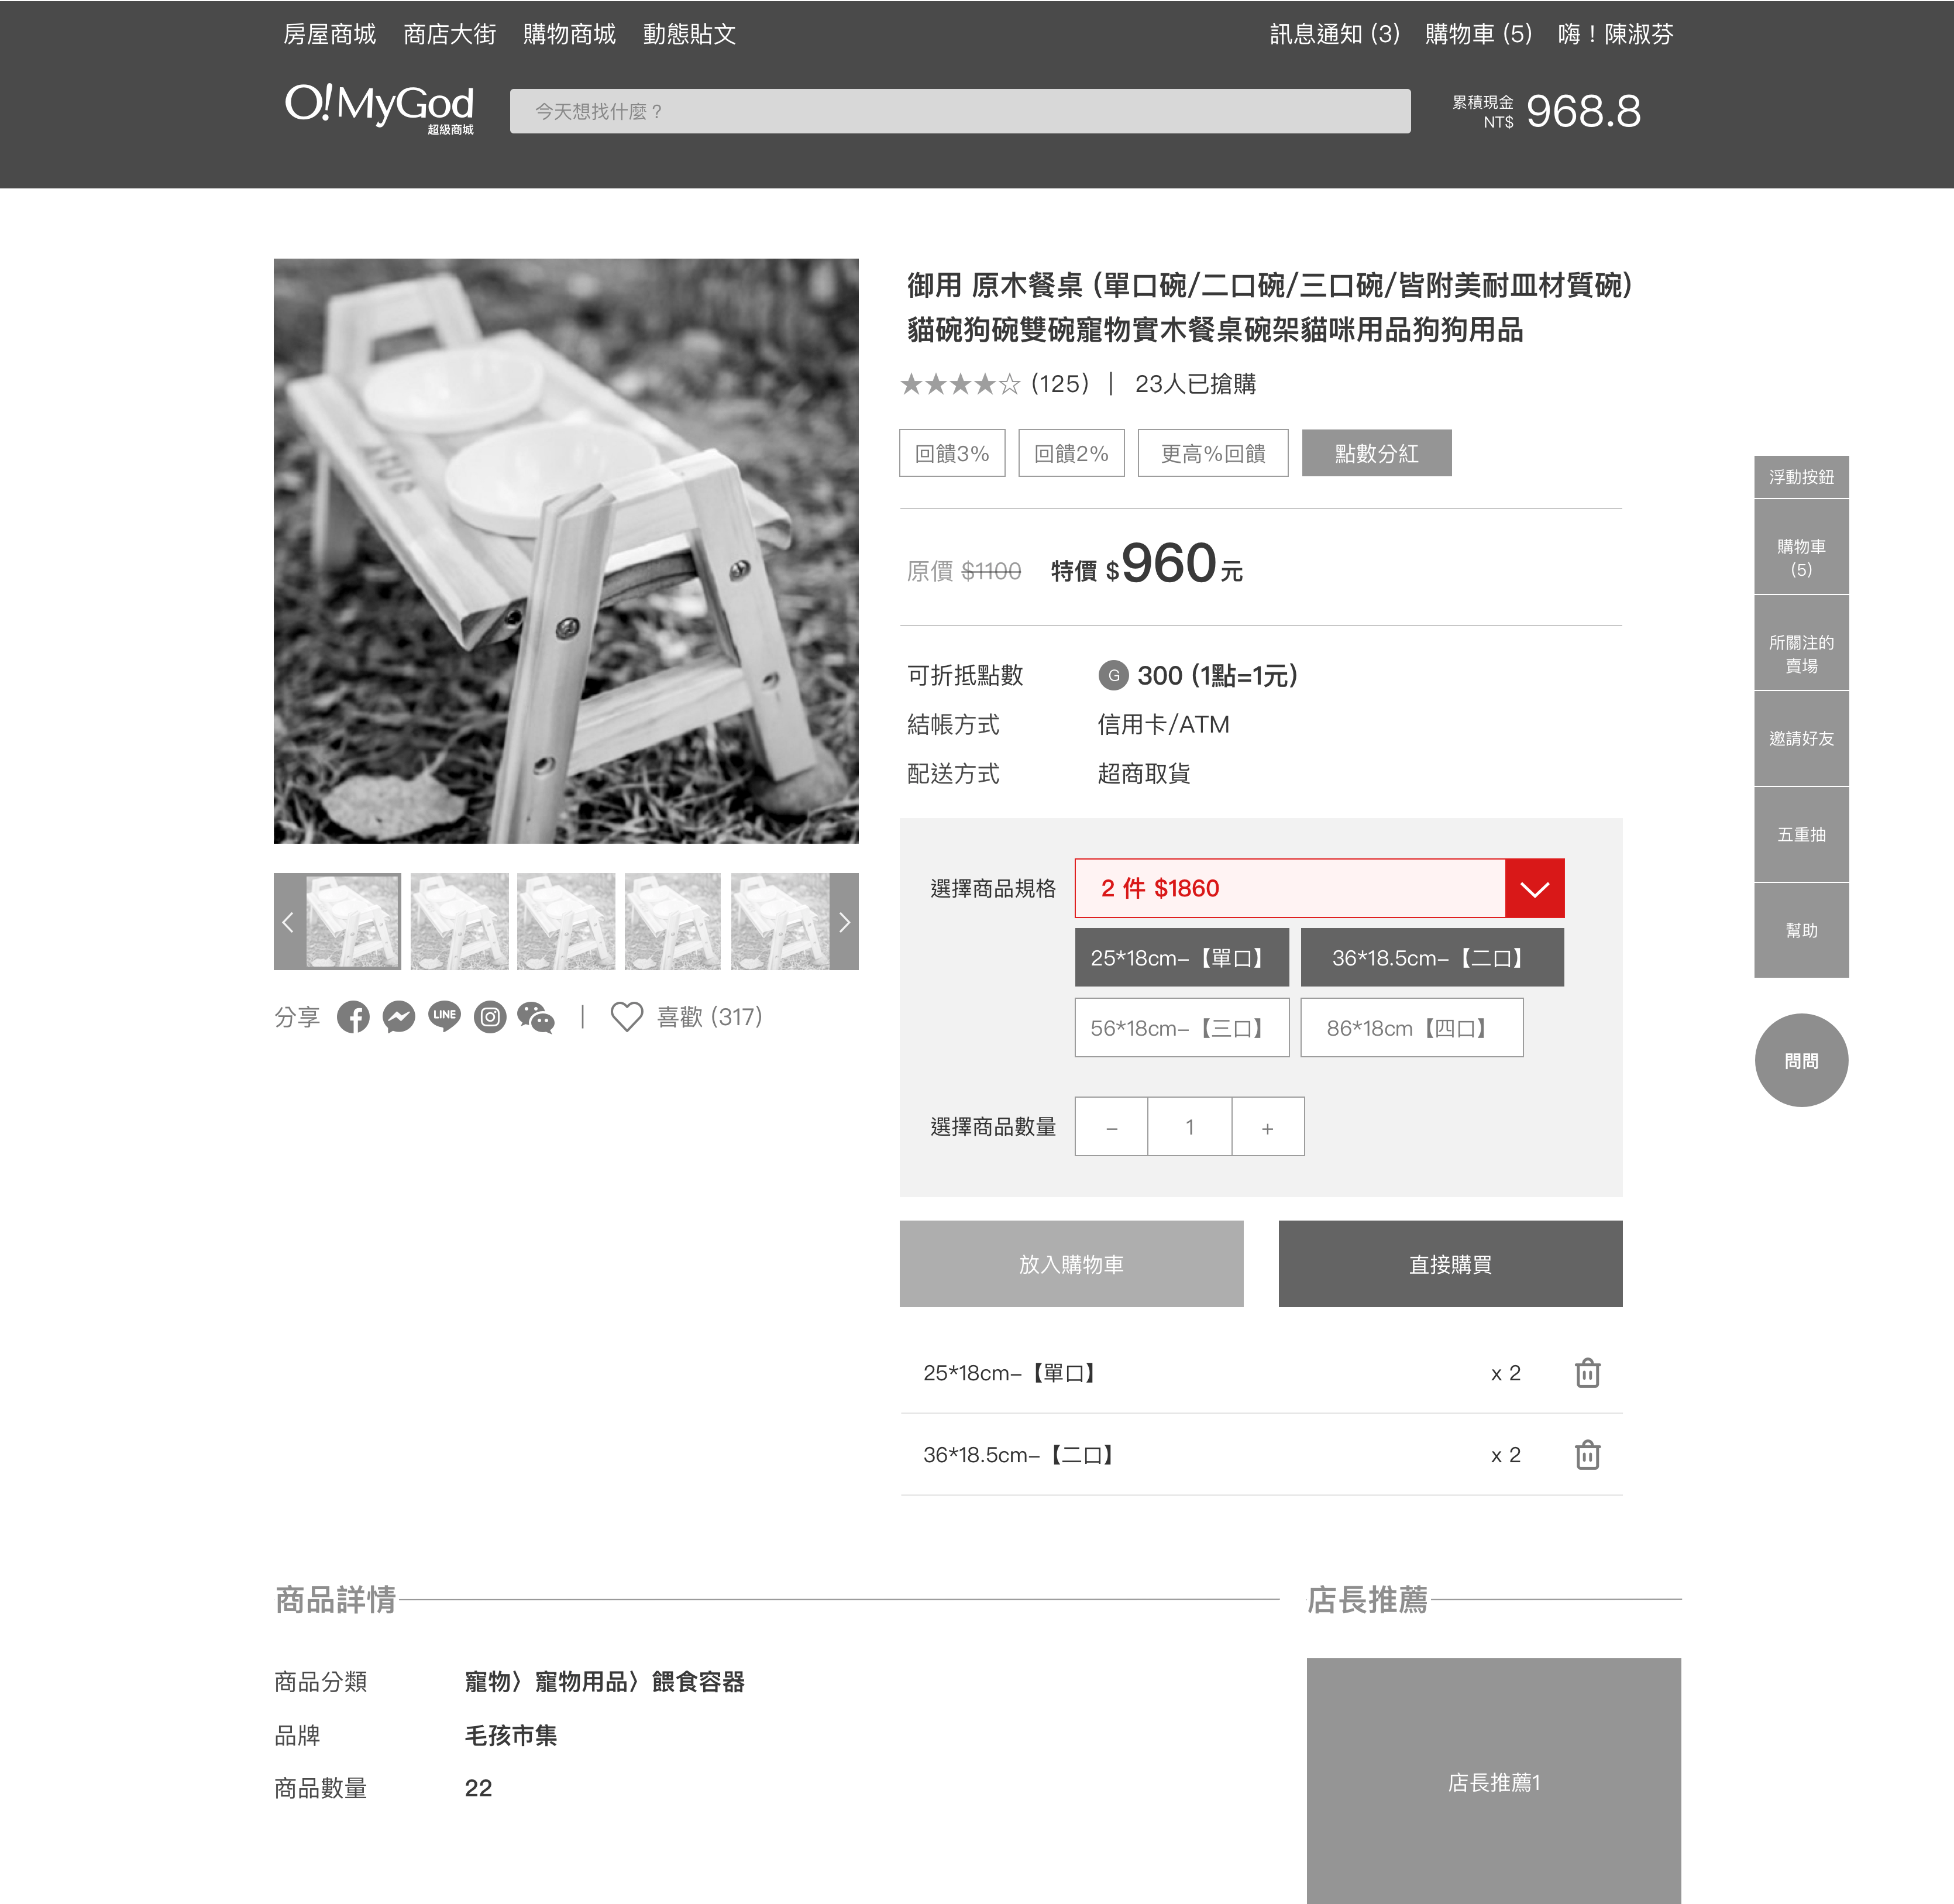 房屋商城 商店大街 購物商城 動態貼文 訊息通知 (3) 購物車 (5) 嗨！陳淑芬
O!MyGod
超級商城
今天想找什麼？
累積現金
NT$ 968.8
御用 原木餐桌 (單口碗/二口碗/三口碗/皆附美耐皿材質碗)
貓碗狗碗雙碗寵物實木餐桌碗架貓咪用品狗狗用品
★★★★☆ (125) | 23人已搶購
回饋3% 回饋2% 更高%回饋 點數分紅
原價 $1100 特價 $960元
可折抵點數 G 300 (1點=1元)
結帳方式 信用卡/ATM
配送方式 超商取貨
選擇商品規格 2 件 $1860
25*18cm–【單口】 36*18.5cm–【二口】
56*18cm–【三口】 86*18cm【四口】
選擇商品數量 – 1 +
放入購物車 直接購買
25*18cm–【單口】 x 2
36*18.5cm–【二口】 x 2
分享 LINE | 喜歡 (317)
浮動按鈕
購物車
(5)
所關注的
賣場
邀請好友
五重抽
幫助
問問
商品詳情
商品分類 寵物〉寵物用品〉餵食容器
品牌 毛孩市集
商品數量 22
店長推薦
店長推薦1